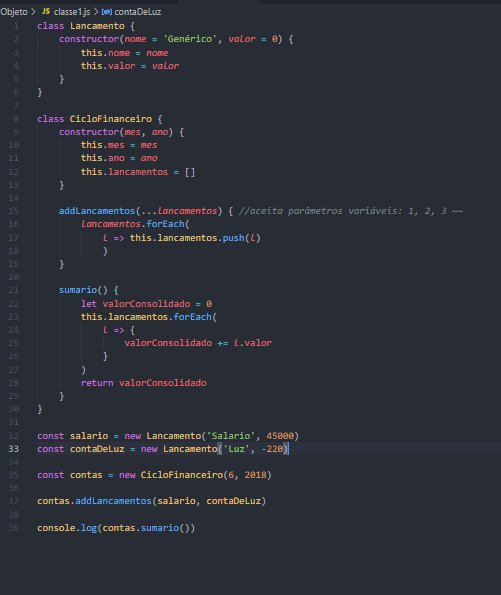 Objeto > JS classe1.js > contaDeLuz
1 class Lancamento {
2     constructor(nome = 'Genérico', valor = 0) {
3         this.nome = nome
4         this.valor = valor
5     }
6 }
7
8 class CicloFinanceiro {
9     constructor(mes, ano) {
10         this.mes = mes
11         this.ano = ano
12         this.lancamentos = []
13     }
14
15     addLancamentos(...lancamentos) { //aceita parâmetros variáveis: 1, 2, 3 ~~
16         lancamentos.forEach(
17             l => this.lancamentos.push(l)
18             )
19     }
20
21     sumario() {
22         let valorConsolidado = 0
23         this.lancamentos.forEach(
24             l => {
25                 valorConsolidado += l.valor
26             }
27         )
28         return valorConsolidado
29     }
30 }
31
32 const salario = new Lancamento('Salario', 45000)
33 const contaDeLuz = new Lancamento('Luz', -220)
34
35 const contas = new CicloFinanceiro(6, 2018)
36
37 contas.addLancamentos(salario, contaDeLuz)
38
39 console.log(contas.sumario())